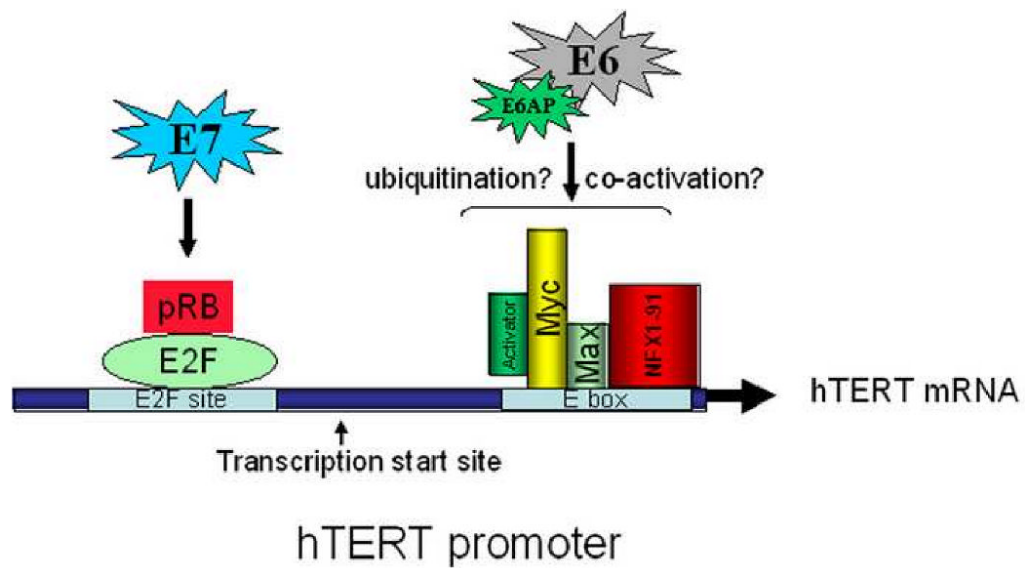 E6
E6AP
E7
ubiquitination? co-activation?
pRB
E2F
E2F site
Activator
Myc
Max
NFX1-91
E box
hTERT mRNA
Transcription start site
hTERT promoter